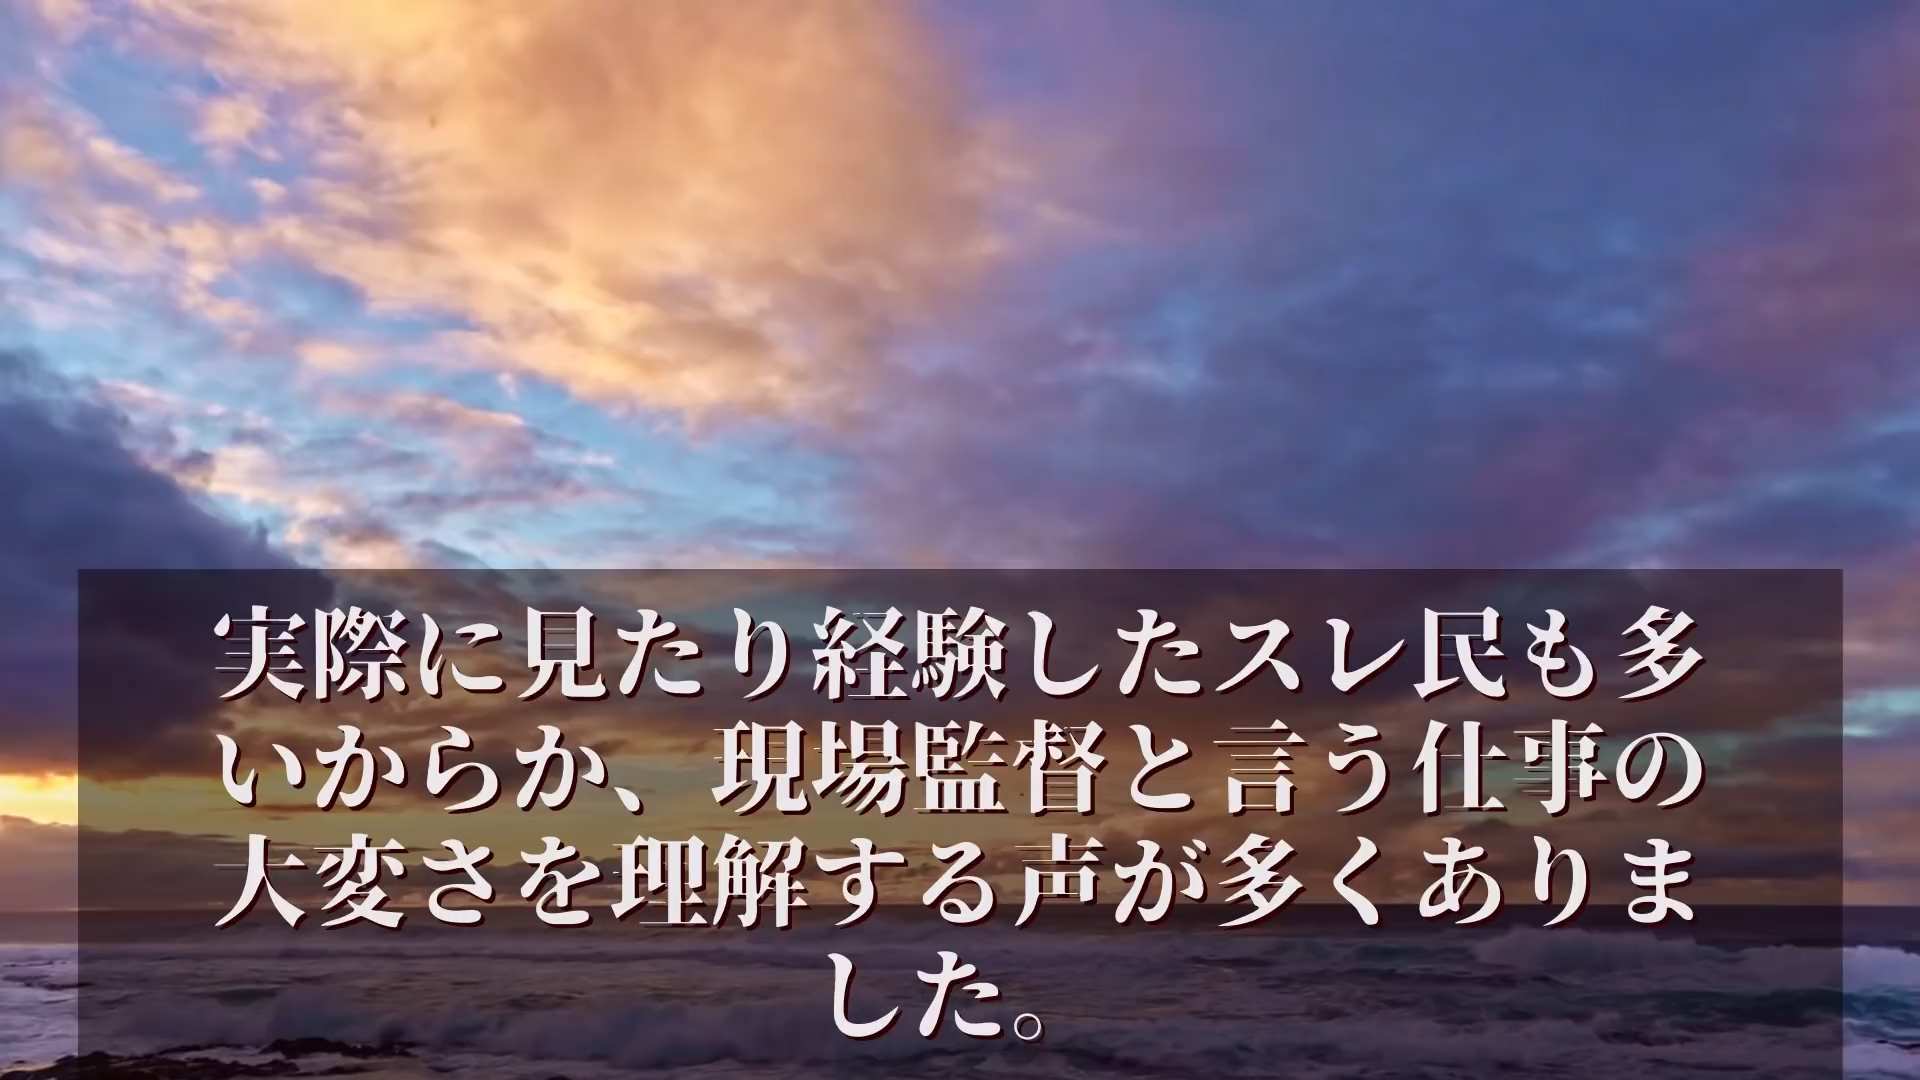 実際に見たり経験したスレ民も多
いからか、現場監督と言う仕事の
大変さを理解する声が多くありま
した。